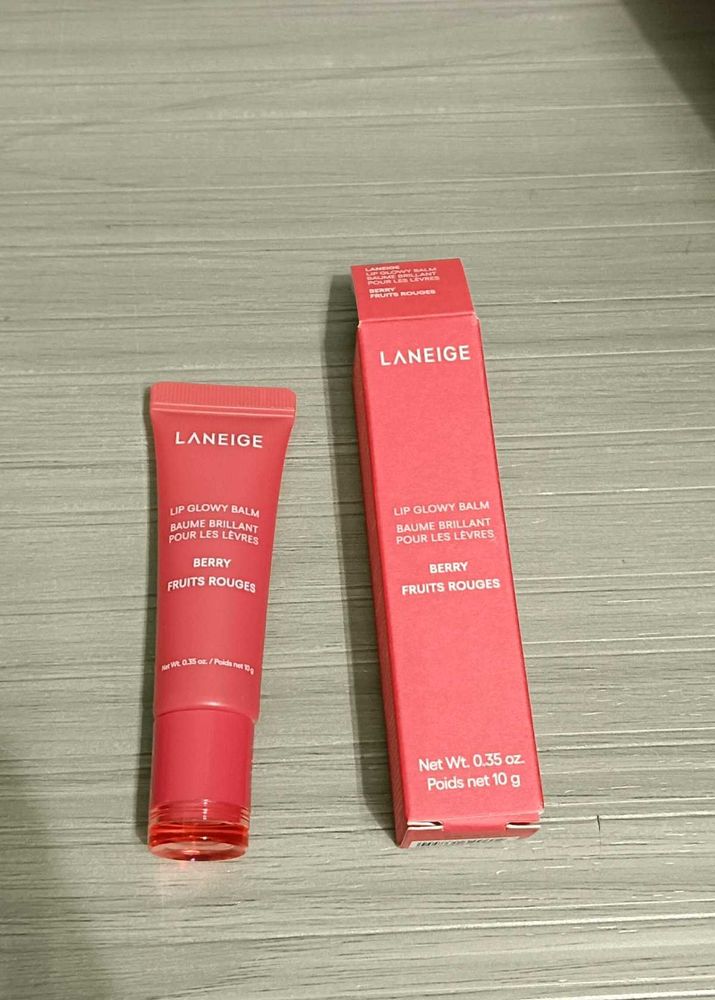 LANEIGE
LIP GLOWY BALM
BAUME BRILLANT
POUR LES LÈVRES
BERRY
FRUITS ROUGES
Net Wt. 0.35 oz. / Poids net 10 g
LANEIGE
LIP GLOWY BALM
BAUME BRILLANT
POUR LES LÈVRES
BERRY
FRUITS ROUGES
LANEIGE
LIP GLOWY BALM
BAUME BRILLANT
POUR LES LÈVRES
BERRY
FRUITS ROUGES
Net Wt. 0.35 oz.
Poids net 10 g